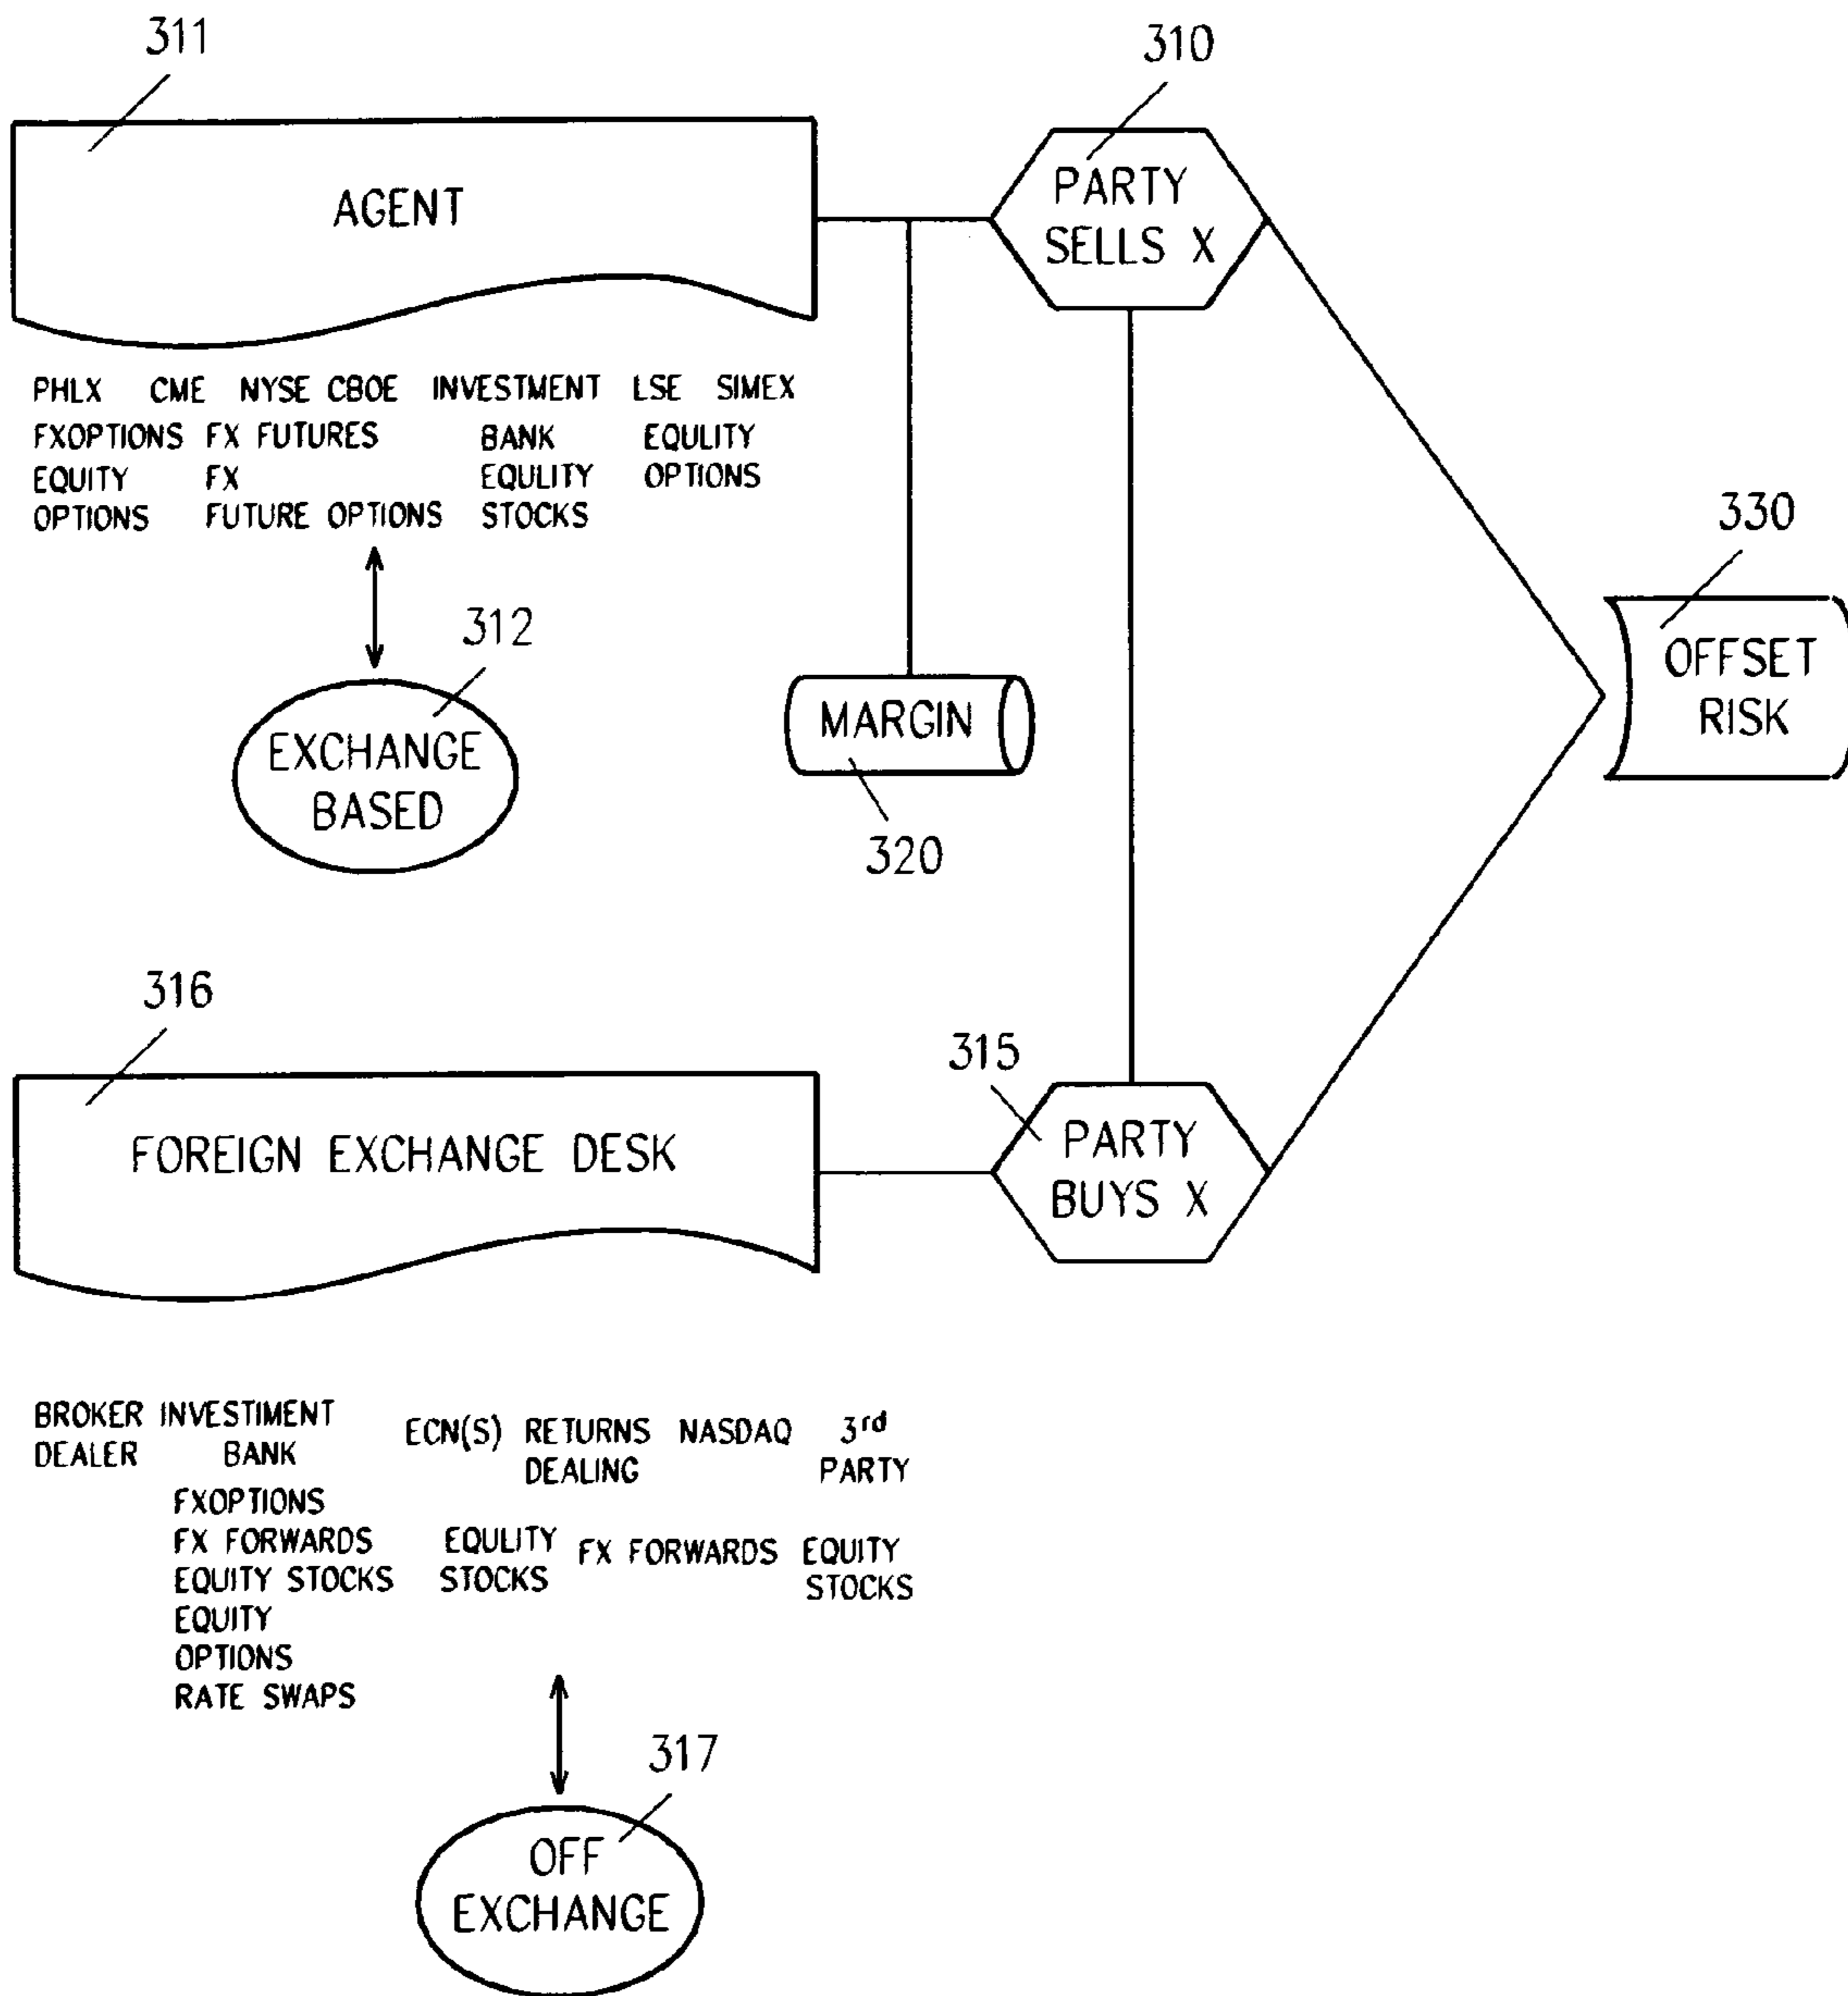 311
310
AGENT
PARTY
SELLS X
PHLX CME NYSE CBOE INVESTMENT LSE SIMEX
FXOPTIONS FX FUTURES BANK EQULITY
EQUITY FX EQULITY OPTIONS
OPTIONS FUTURE OPTIONS STOCKS
330
312
OFFSET
RISK
MARGIN
EXCHANGE
BASED
320
316
315
FOREIGN EXCHANGE DESK
PARTY
BUYS X
BROKER INVESTIMENT ECN(S) RETURNS NASDAQ 3rd
DEALER BANK DEALING PARTY
FXOPTIONS
FX FORWARDS EQULITY FX FORWARDS EQUITY
EQUITY STOCKS STOCKS STOCKS
EQUITY
OPTIONS
RATE SWAPS
317
OFF
EXCHANGE